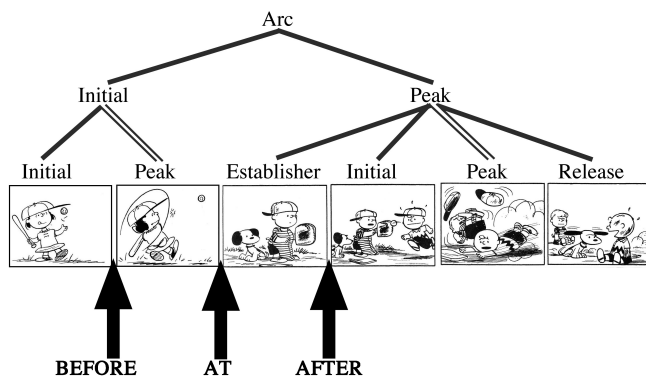 Arc
Initial Peak
Initial Peak Establisher Initial Peak Release
BEFORE AT AFTER